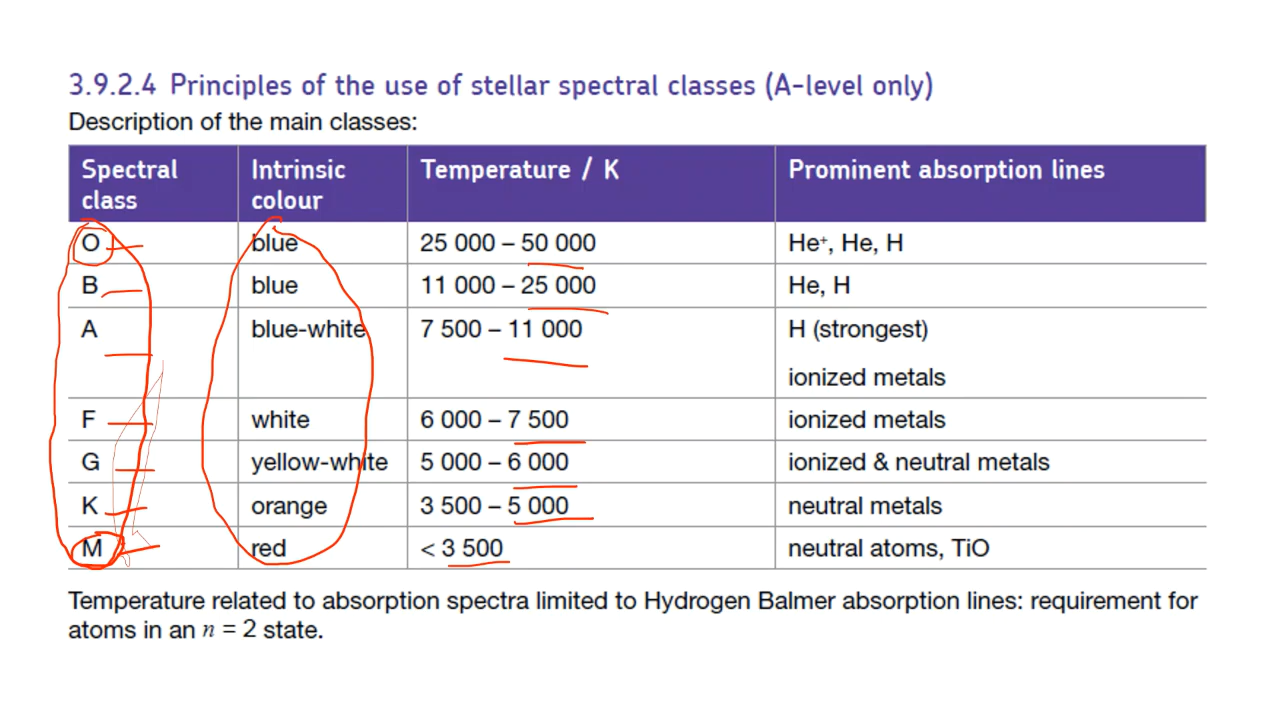 3.9.2.4 Principles of the use of stellar spectral classes (A-level only)
Description of the main classes:
Spectral class Intrinsic colour Temperature / K Prominent absorption lines
O blue 25 000 – 50 000 He+, He, H
B blue 11 000 – 25 000 He, H
A blue-white 7 500 – 11 000 H (strongest)
ionized metals
F white 6 000 – 7 500 ionized metals
G yellow-white 5 000 – 6 000 ionized & neutral metals
K orange 3 500 – 5 000 neutral metals
M red < 3 500 neutral atoms, TiO
Temperature related to absorption spectra limited to Hydrogen Balmer absorption lines: requirement for
atoms in an n = 2 state.